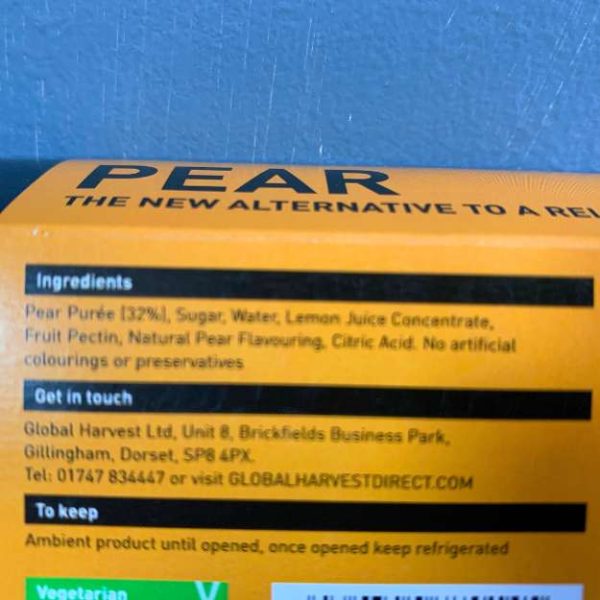 PEAR
THE NEW ALTERNATIVE TO A
Ingredients
Pear Purée (32%), Sugar, Water, Lemon Juice Concentrate,
Fruit Pectin, Natural Pear Flavouring, Citric Acid. No artificial
colourings or preservatives
Get in touch
Global Harvest Ltd, Unit 8, Brickfields Business Park,
Gillingham, Dorset, SP8 4PX.
Tel: 01747 834447 or visit GLOBALHARVESTDIRECT.COM
To keep
Ambient product until opened, once opened keep refrigerated
Vegetarian V